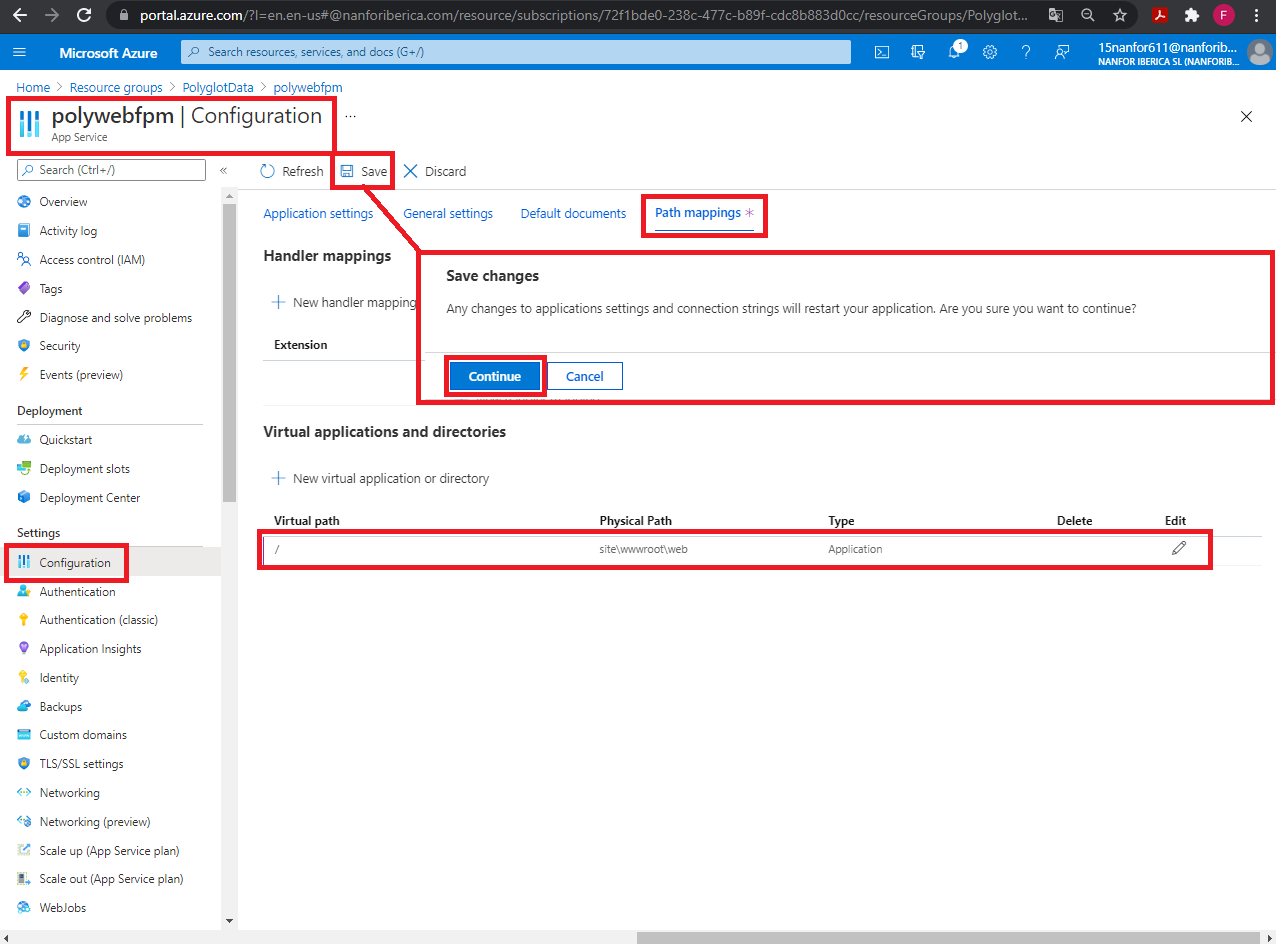 portal.azure.com/?l=en.en-us#@nanforiberica.com/resource/subscriptions/72f1bde0-238c-477c-b89f-cdc8b883d0cc/resourceGroups/Polyglot...
F
Microsoft Azure
Search resources, services, and docs (G+/)
1
15nanfor611@nanforib...
NANFOR IBERICA SL (NANFORIB...
Home > Resource groups > PolyglotData > polywebfpm
polywebfpm | Configuration ...
App Service
Search (Ctrl+/)
«
Refresh
Save
Discard
Overview
Activity log
Access control (IAM)
Tags
Diagnose and solve problems
Security
Events (preview)
Deployment
Quickstart
Deployment slots
Deployment Center
Settings
Configuration
Authentication
Authentication (classic)
Application Insights
Identity
Backups
Custom domains
TLS/SSL settings
Networking
Networking (preview)
Scale up (App Service plan)
Scale out (App Service plan)
WebJobs
Application settings
General settings
Default documents
Path mappings *
Handler mappings
New handler mapping
Extension
Save changes
Any changes to applications settings and connection strings will restart your application. Are you sure you want to continue?
Continue
Cancel
Virtual applications and directories
New virtual application or directory
Virtual path Physical Path Type Delete Edit
/ site\wwwroot\web Application